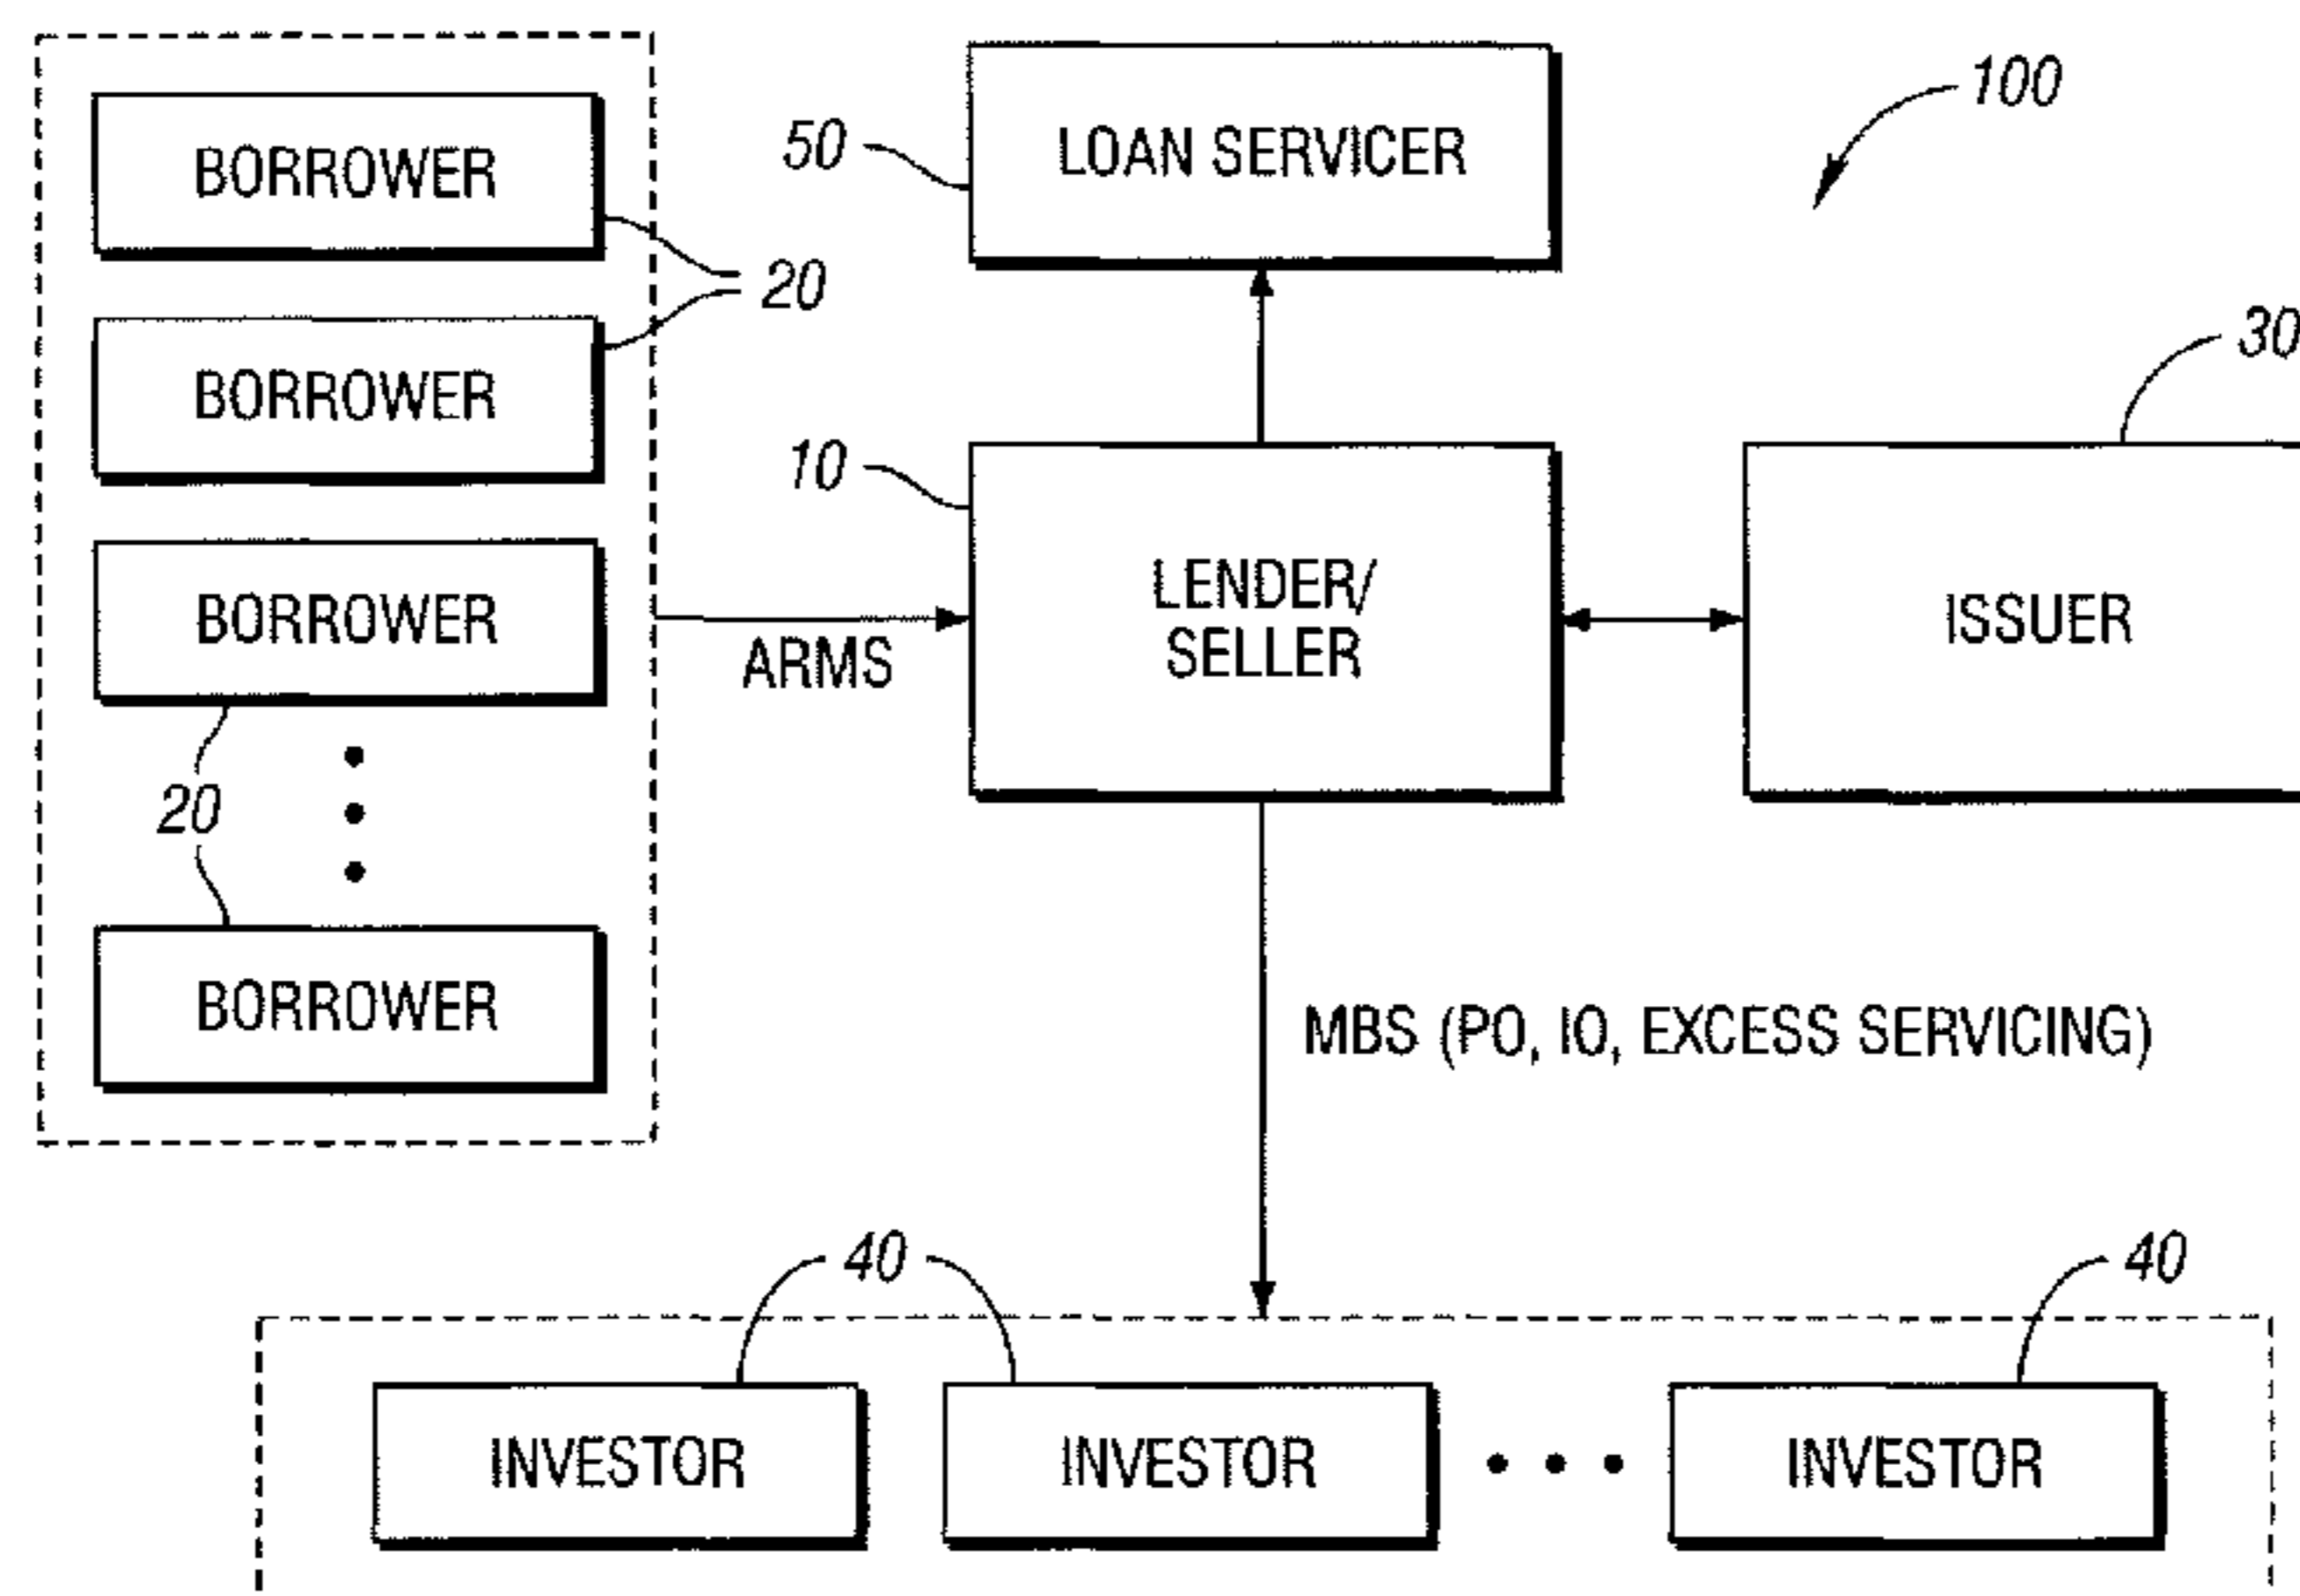 100
BORROWER
20
BORROWER
BORROWER
20
BORROWER
50
LOAN SERVICER
10
LENDER/
SELLER
ARMS
30
ISSUER
MBS (PO, IO, EXCESS SERVICING)
40
40
INVESTOR
INVESTOR
INVESTOR